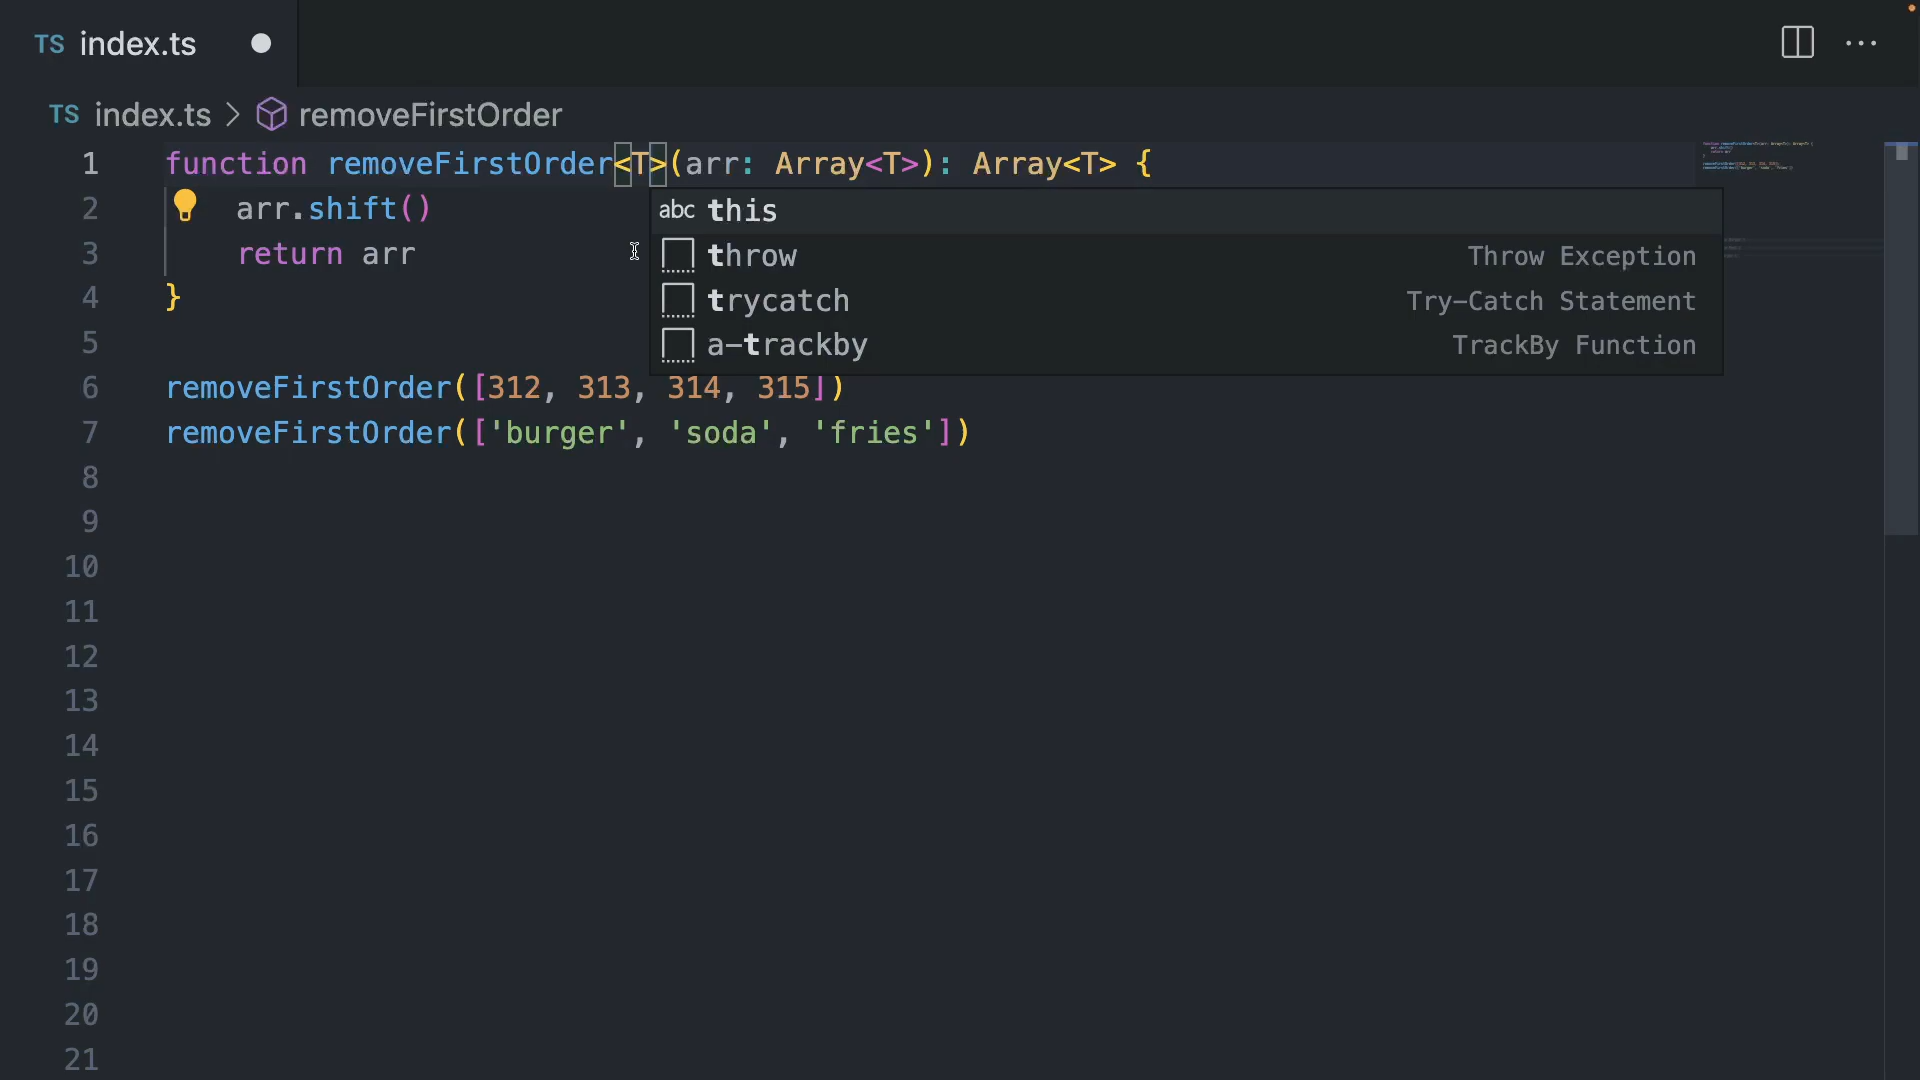 TS index.ts
TS index.ts > removeFirstOrder
1 function removeFirstOrder<T>(arr: Array<T>): Array<T> {
2 arr.shift()
abc this
3 return arr
throw Throw Exception
4 }
trycatch Try-Catch Statement
5
a-trackby TrackBy Function
6 removeFirstOrder([312, 313, 314, 315])
7 removeFirstOrder(['burger', 'soda', 'fries'])
8
9
10
11
12
13
14
15
16
17
18
19
20
21